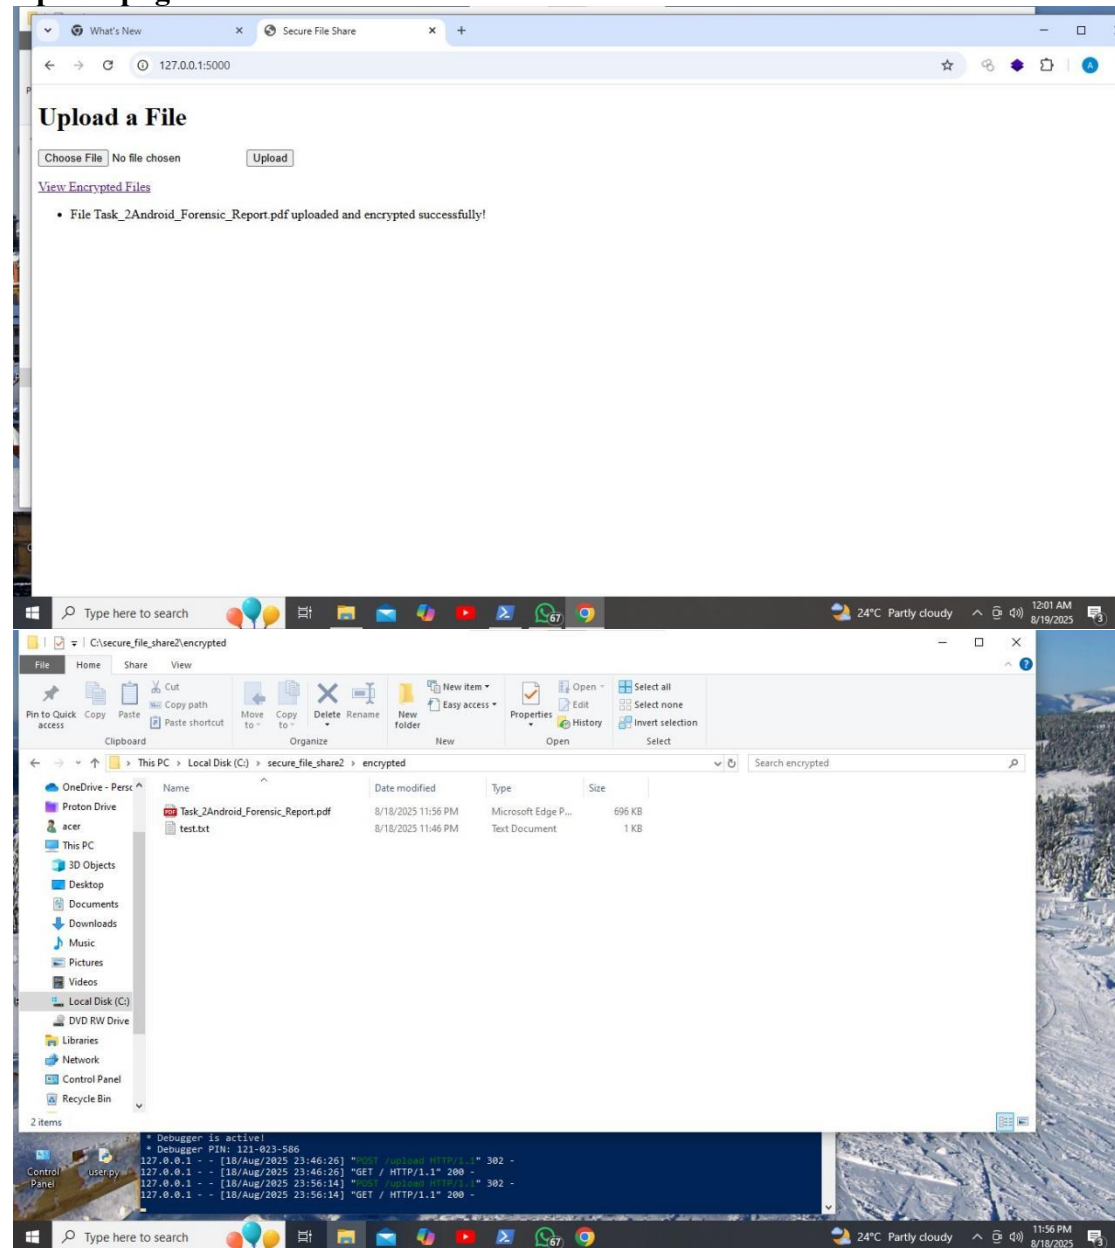 What's New
Secure File Share
127.0.0.1:5000
A
Upload a File
Choose File No file chosen Upload
View Encrypted Files
• File Task_2Android_Forensic_Report.pdf uploaded and encrypted successfully!
Type here to search
67
24°C Partly cloudy
12:01 AM
8/19/2025
3
C:\secure_file_share2\encrypted
File Home Share View
Pin to Quick access
Copy
Paste
Cut
Copy path
Paste shortcut
Clipboard
Move to
Copy to
Delete
Rename
Organize
New folder
New item
Easy access
New
Properties
Open
Edit
History
Open
Select all
Select none
Invert selection
Select
This PC > Local Disk (C:) > secure_file_share2 > encrypted
Search encrypted
OneDrive - Persc
Proton Drive
acer
This PC
3D Objects
Desktop
Documents
Downloads
Music
Pictures
Videos
Local Disk (C:)
DVD RW Drive
Libraries
Network
Control Panel
Recycle Bin
Name Date modified Type Size
Task_2Android_Forensic_Report.pdf 8/18/2025 11:56 PM Microsoft Edge P... 696 KB
test.txt 8/18/2025 11:46 PM Text Document 1 KB
2 items
Control Panel
user.py
* Debugger is active!
* Debugger PIN: 121-023-586
127.0.0.1 - - [18/Aug/2025 23:46:26] "POST /upload HTTP/1.1" 302 -
127.0.0.1 - - [18/Aug/2025 23:46:26] "GET / HTTP/1.1" 200 -
127.0.0.1 - - [18/Aug/2025 23:56:14] "POST /upload HTTP/1.1" 302 -
127.0.0.1 - - [18/Aug/2025 23:56:14] "GET / HTTP/1.1" 200 -
Type here to search
67
24°C Partly cloudy
11:56 PM
8/18/2025
3